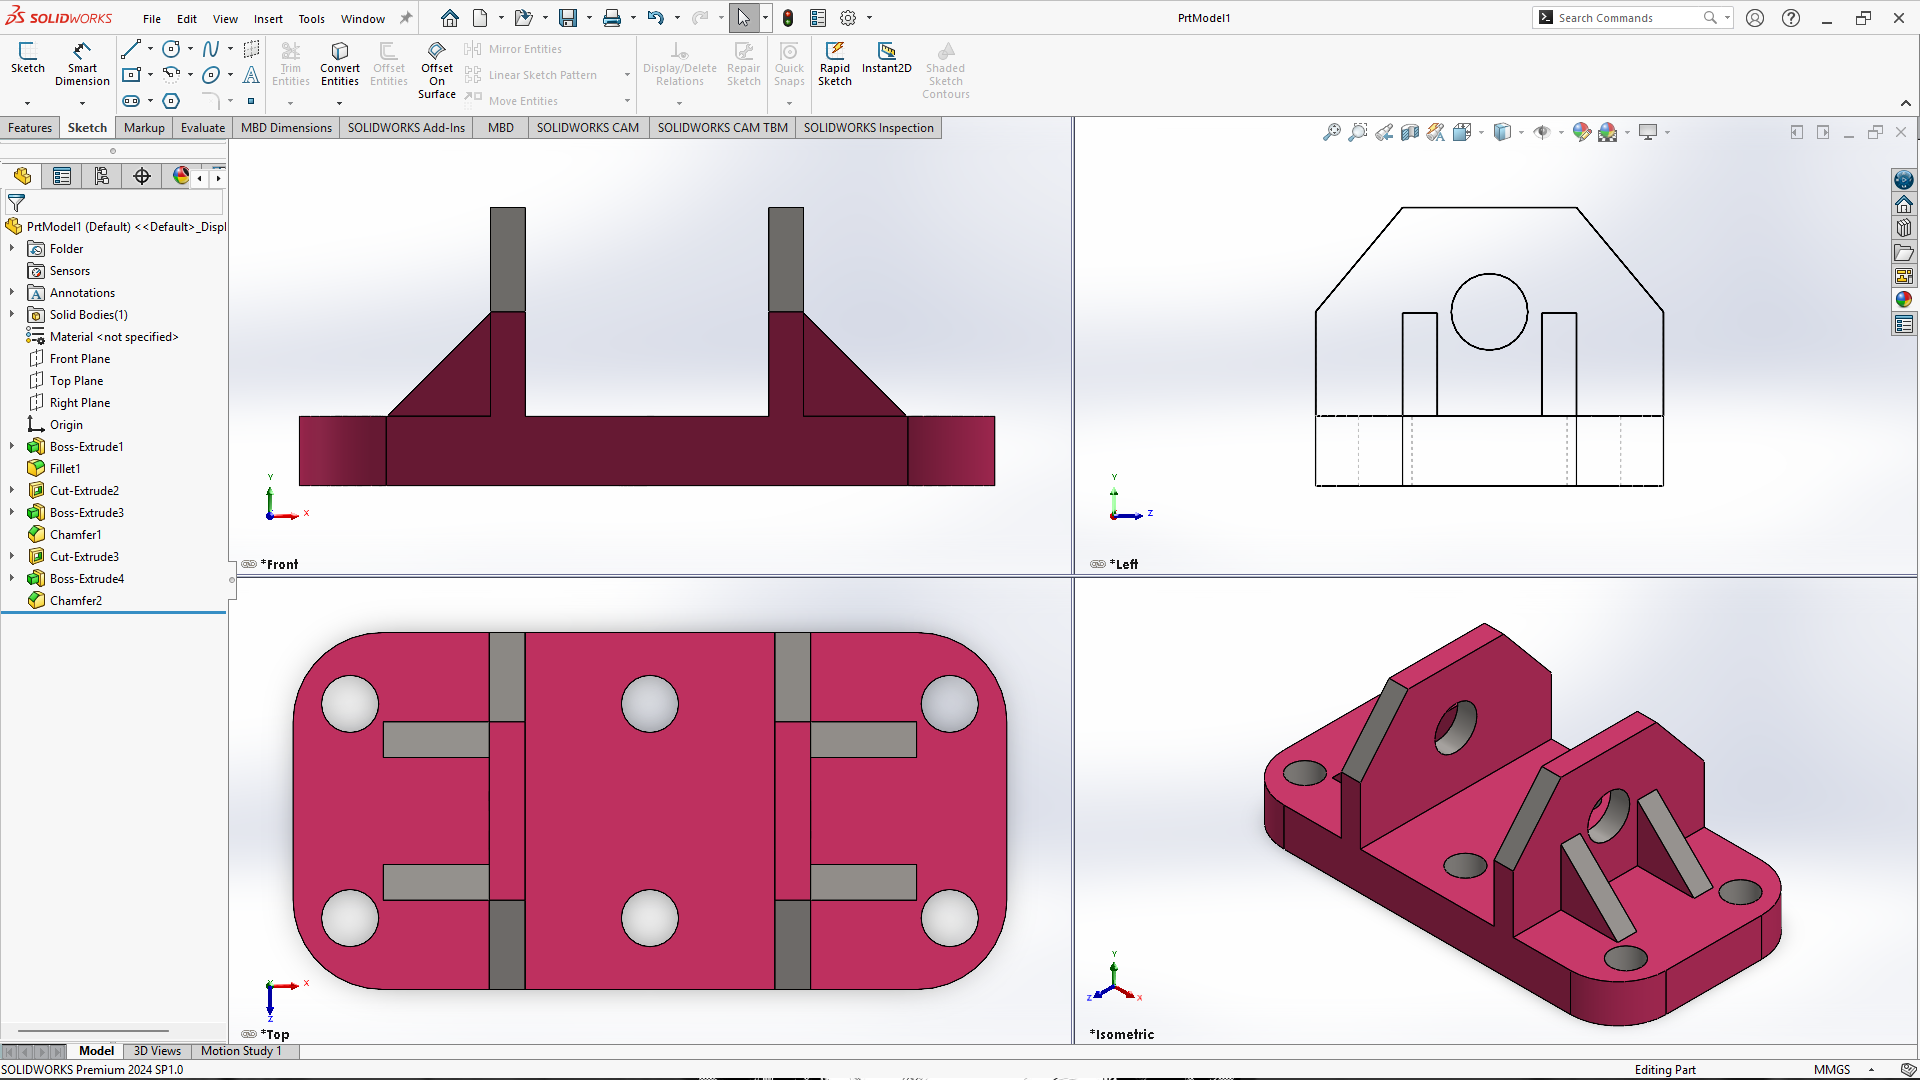 SOLIDWORKS File Edit View Insert Tools Window PrtModel1 Search Commands
Sketch Smart Dimension Trim Entities Convert Entities Offset Entities Offset On Surface Mirror Entities Linear Sketch Pattern Move Entities Display/Delete Relations Repair Sketch Quick Snaps Rapid Sketch Instant2D Shaded Sketch Contours
Features Sketch Markup Evaluate MBD Dimensions SOLIDWORKS Add-Ins MBD SOLIDWORKS CAM SOLIDWORKS CAM TBM SOLIDWORKS Inspection
PrtModel1 (Default) <<Default>_Displ
Folder
Sensors
Annotations
Solid Bodies(1)
Material <not specified>
Front Plane
Top Plane
Right Plane
Origin
Boss-Extrude1
Fillet1
Cut-Extrude2
Boss-Extrude3
Chamfer1
Cut-Extrude3
Boss-Extrude4
Chamfer2
Y
X
*Front
Y
Z
*Left
X
Z
*Top
Y
Z
X
*Isometric
Model 3D Views Motion Study 1
SOLIDWORKS Premium 2024 SP1.0 Editing Part MMGS